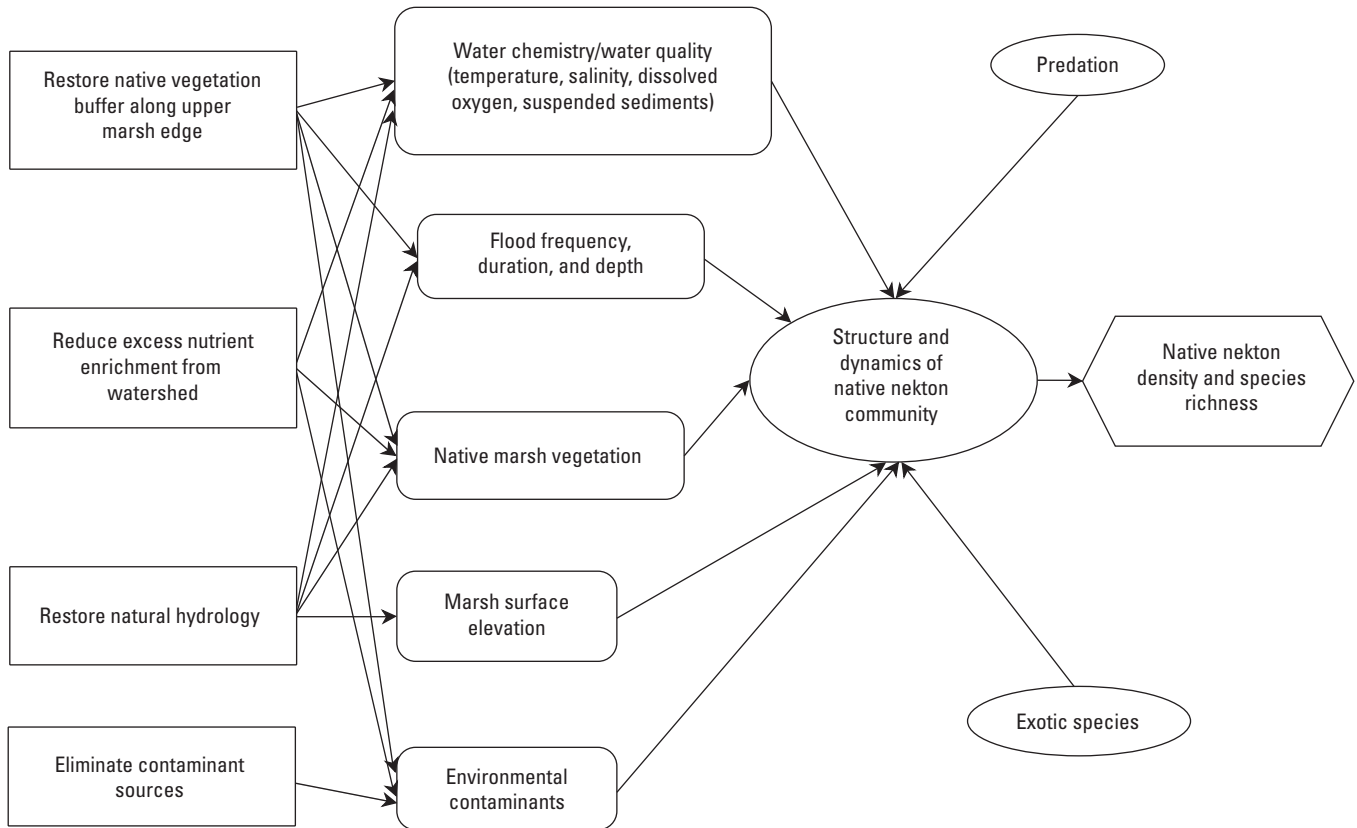 Restore native vegetation
buffer along upper
marsh edge
Reduce excess nutrient
enrichment from
watershed
Restore natural hydrology
Eliminate contaminant
sources
Water chemistry/water quality
(temperature, salinity, dissolved
oxygen, suspended sediments)
Flood frequency,
duration, and depth
Native marsh vegetation
Marsh surface
elevation
Environmental
contaminants
Predation
Structure and
dynamics of
native nekton
community
Exotic species
Native nekton
density and species
richness